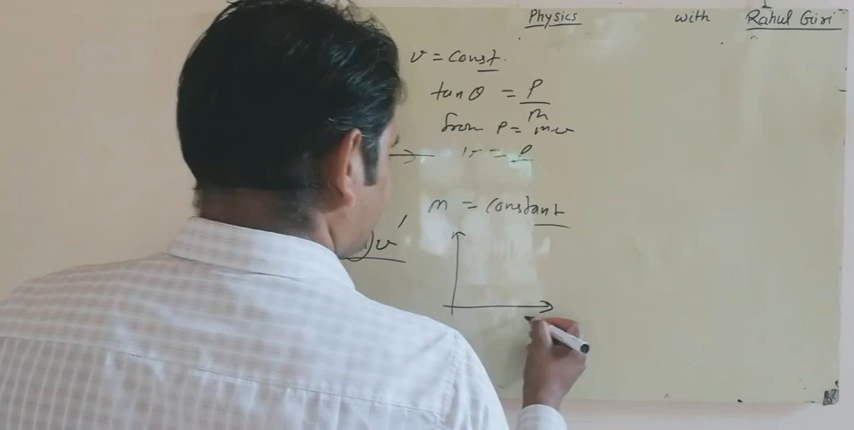 Physics with Rahul Giri
v = const.
tan θ = P/m
from P = mv
→ v = P
m = constant
v'